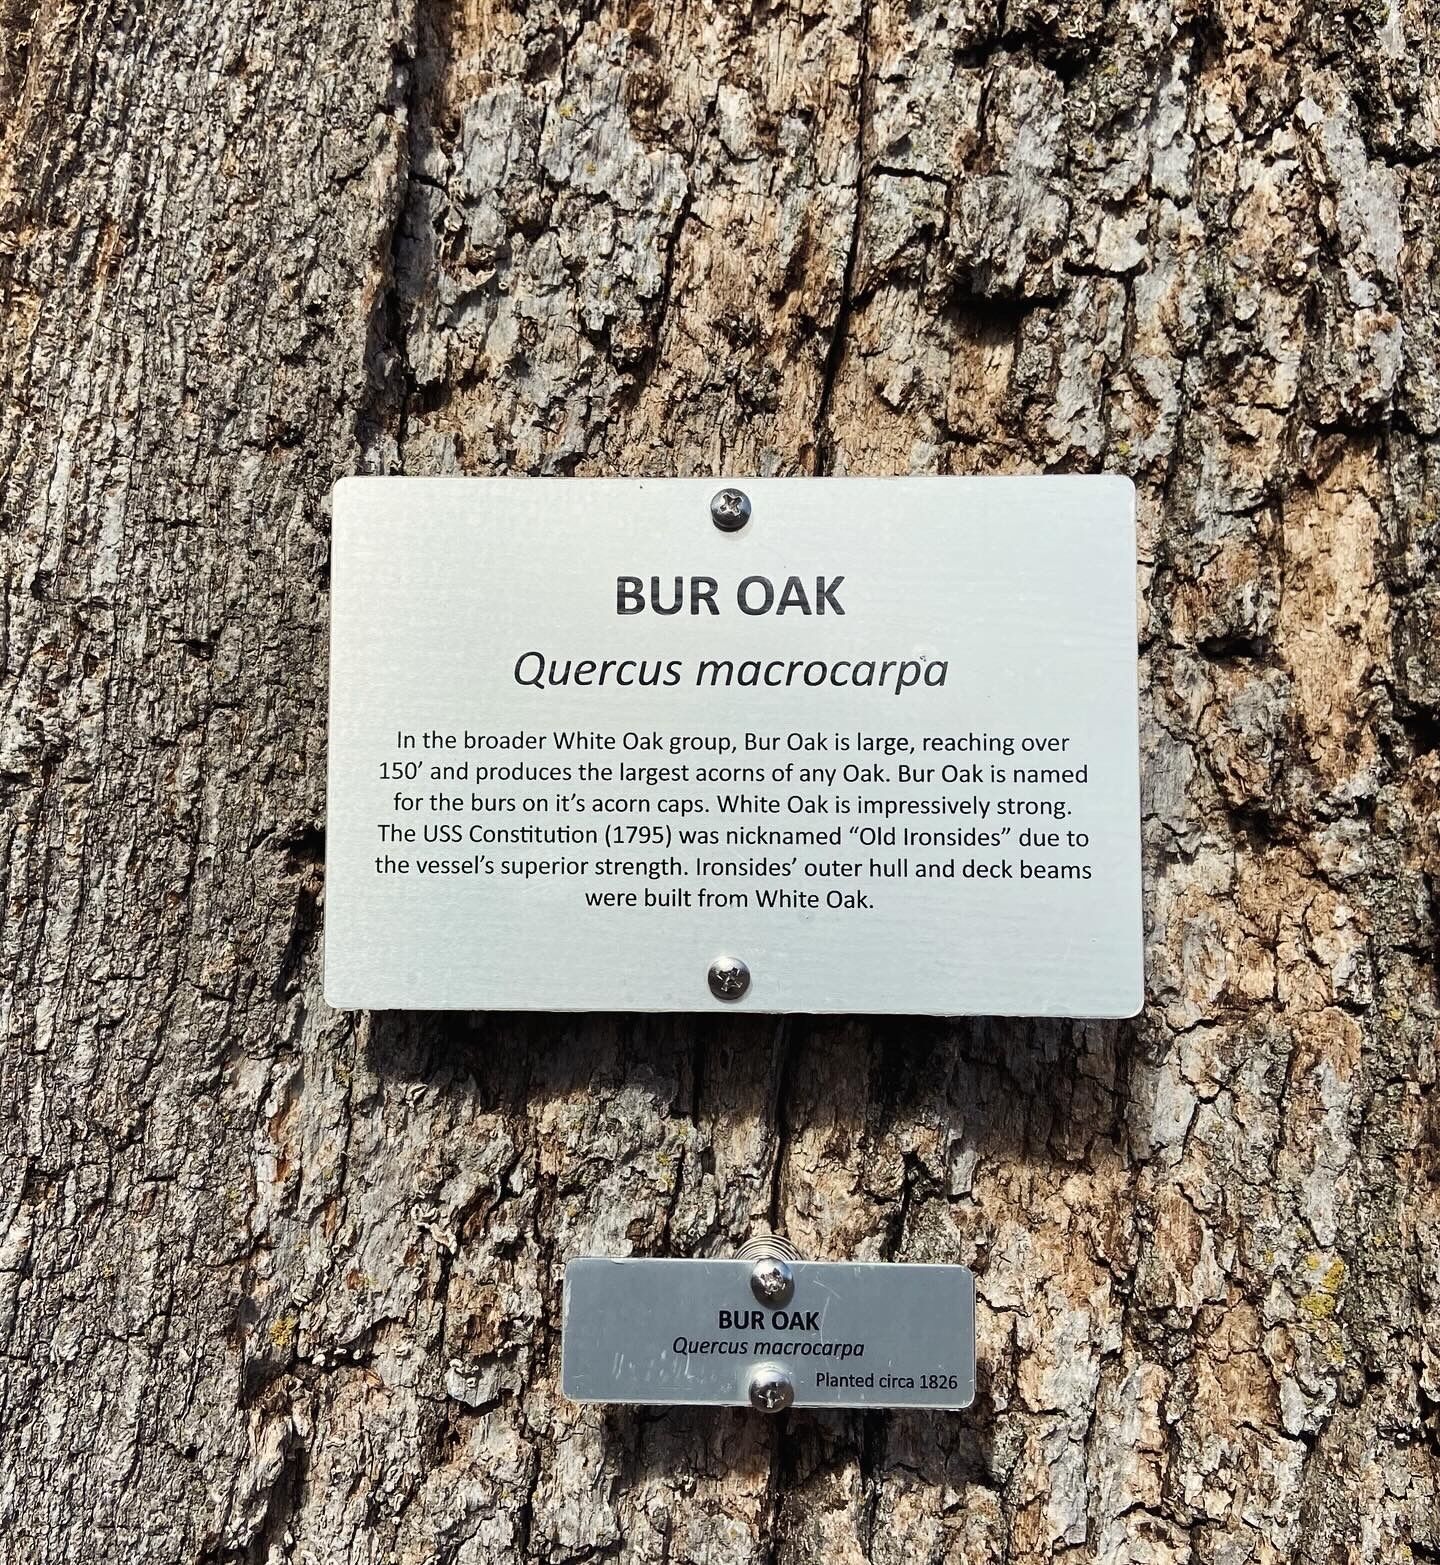 BUR OAK
Quercus macrocarpa
In the broader White Oak group, Bur Oak is large, reaching over
150’ and produces the largest acorns of any Oak. Bur Oak is named
for the burs on it’s acorn caps. White Oak is impressively strong.
The USS Constitution (1795) was nicknamed “Old Ironsides” due to
the vessel’s superior strength. Ironsides’ outer hull and deck beams
were built from White Oak.
BUR OAK
Quercus macrocarpa
Planted circa 1826